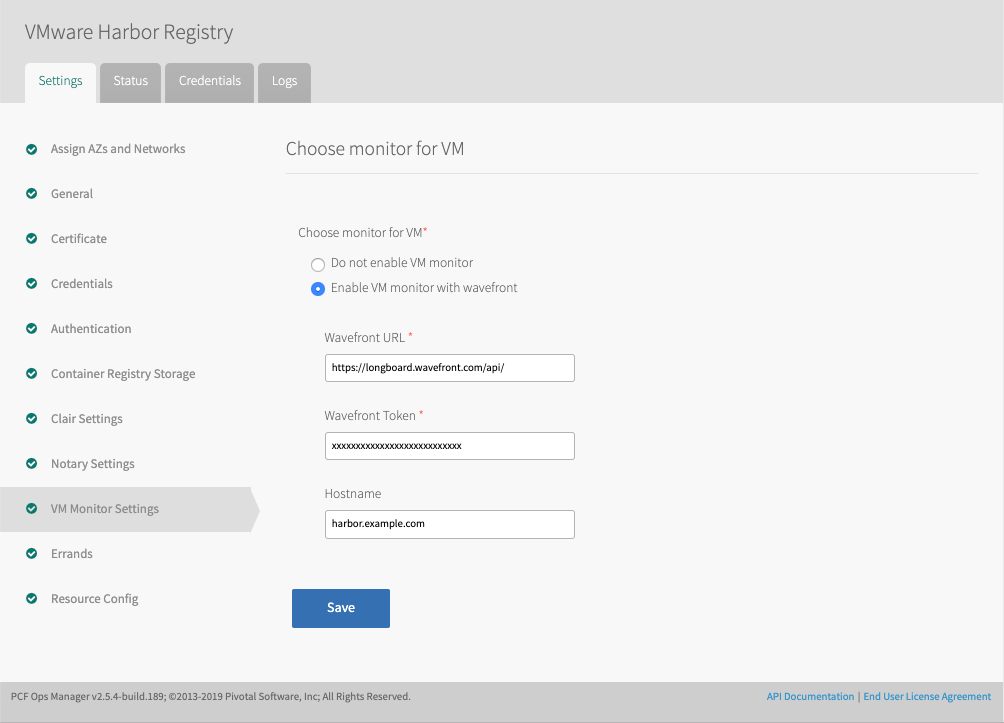 VMware Harbor Registry
Settings
Status
Credentials
Logs
Assign AZs and Networks
General
Certificate
Credentials
Authentication
Container Registry Storage
Clair Settings
Notary Settings
VM Monitor Settings
Errands
Resource Config
Choose monitor for VM
Choose monitor for VM*
Do not enable VM monitor
Enable VM monitor with wavefront
Wavefront URL *
https://longboard.wavefront.com/api/
Wavefront Token *
xxxxxxxxxxxxxxxxxxxxxxxxxxx
Hostname
harbor.example.com
Save
PCF Ops Manager v2.5.4-build.189; ©2013-2019 Pivotal Software, Inc; All Rights Reserved.
API Documentation | End User License Agreement